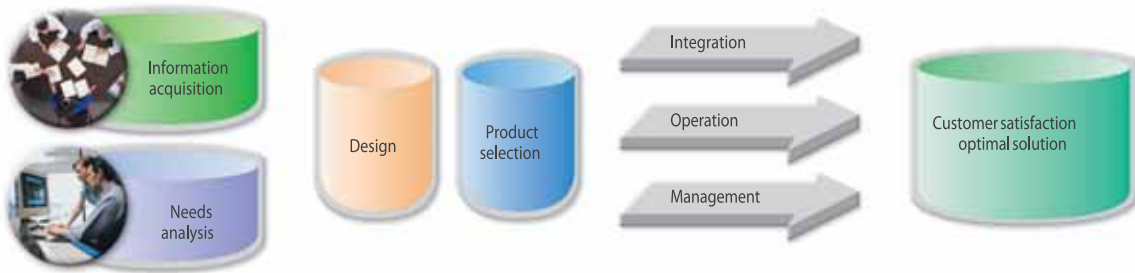 Information
acquisition
Needs
analysis
Design
Product
selection
Integration
Operation
Management
Customer satisfaction
optimal solution